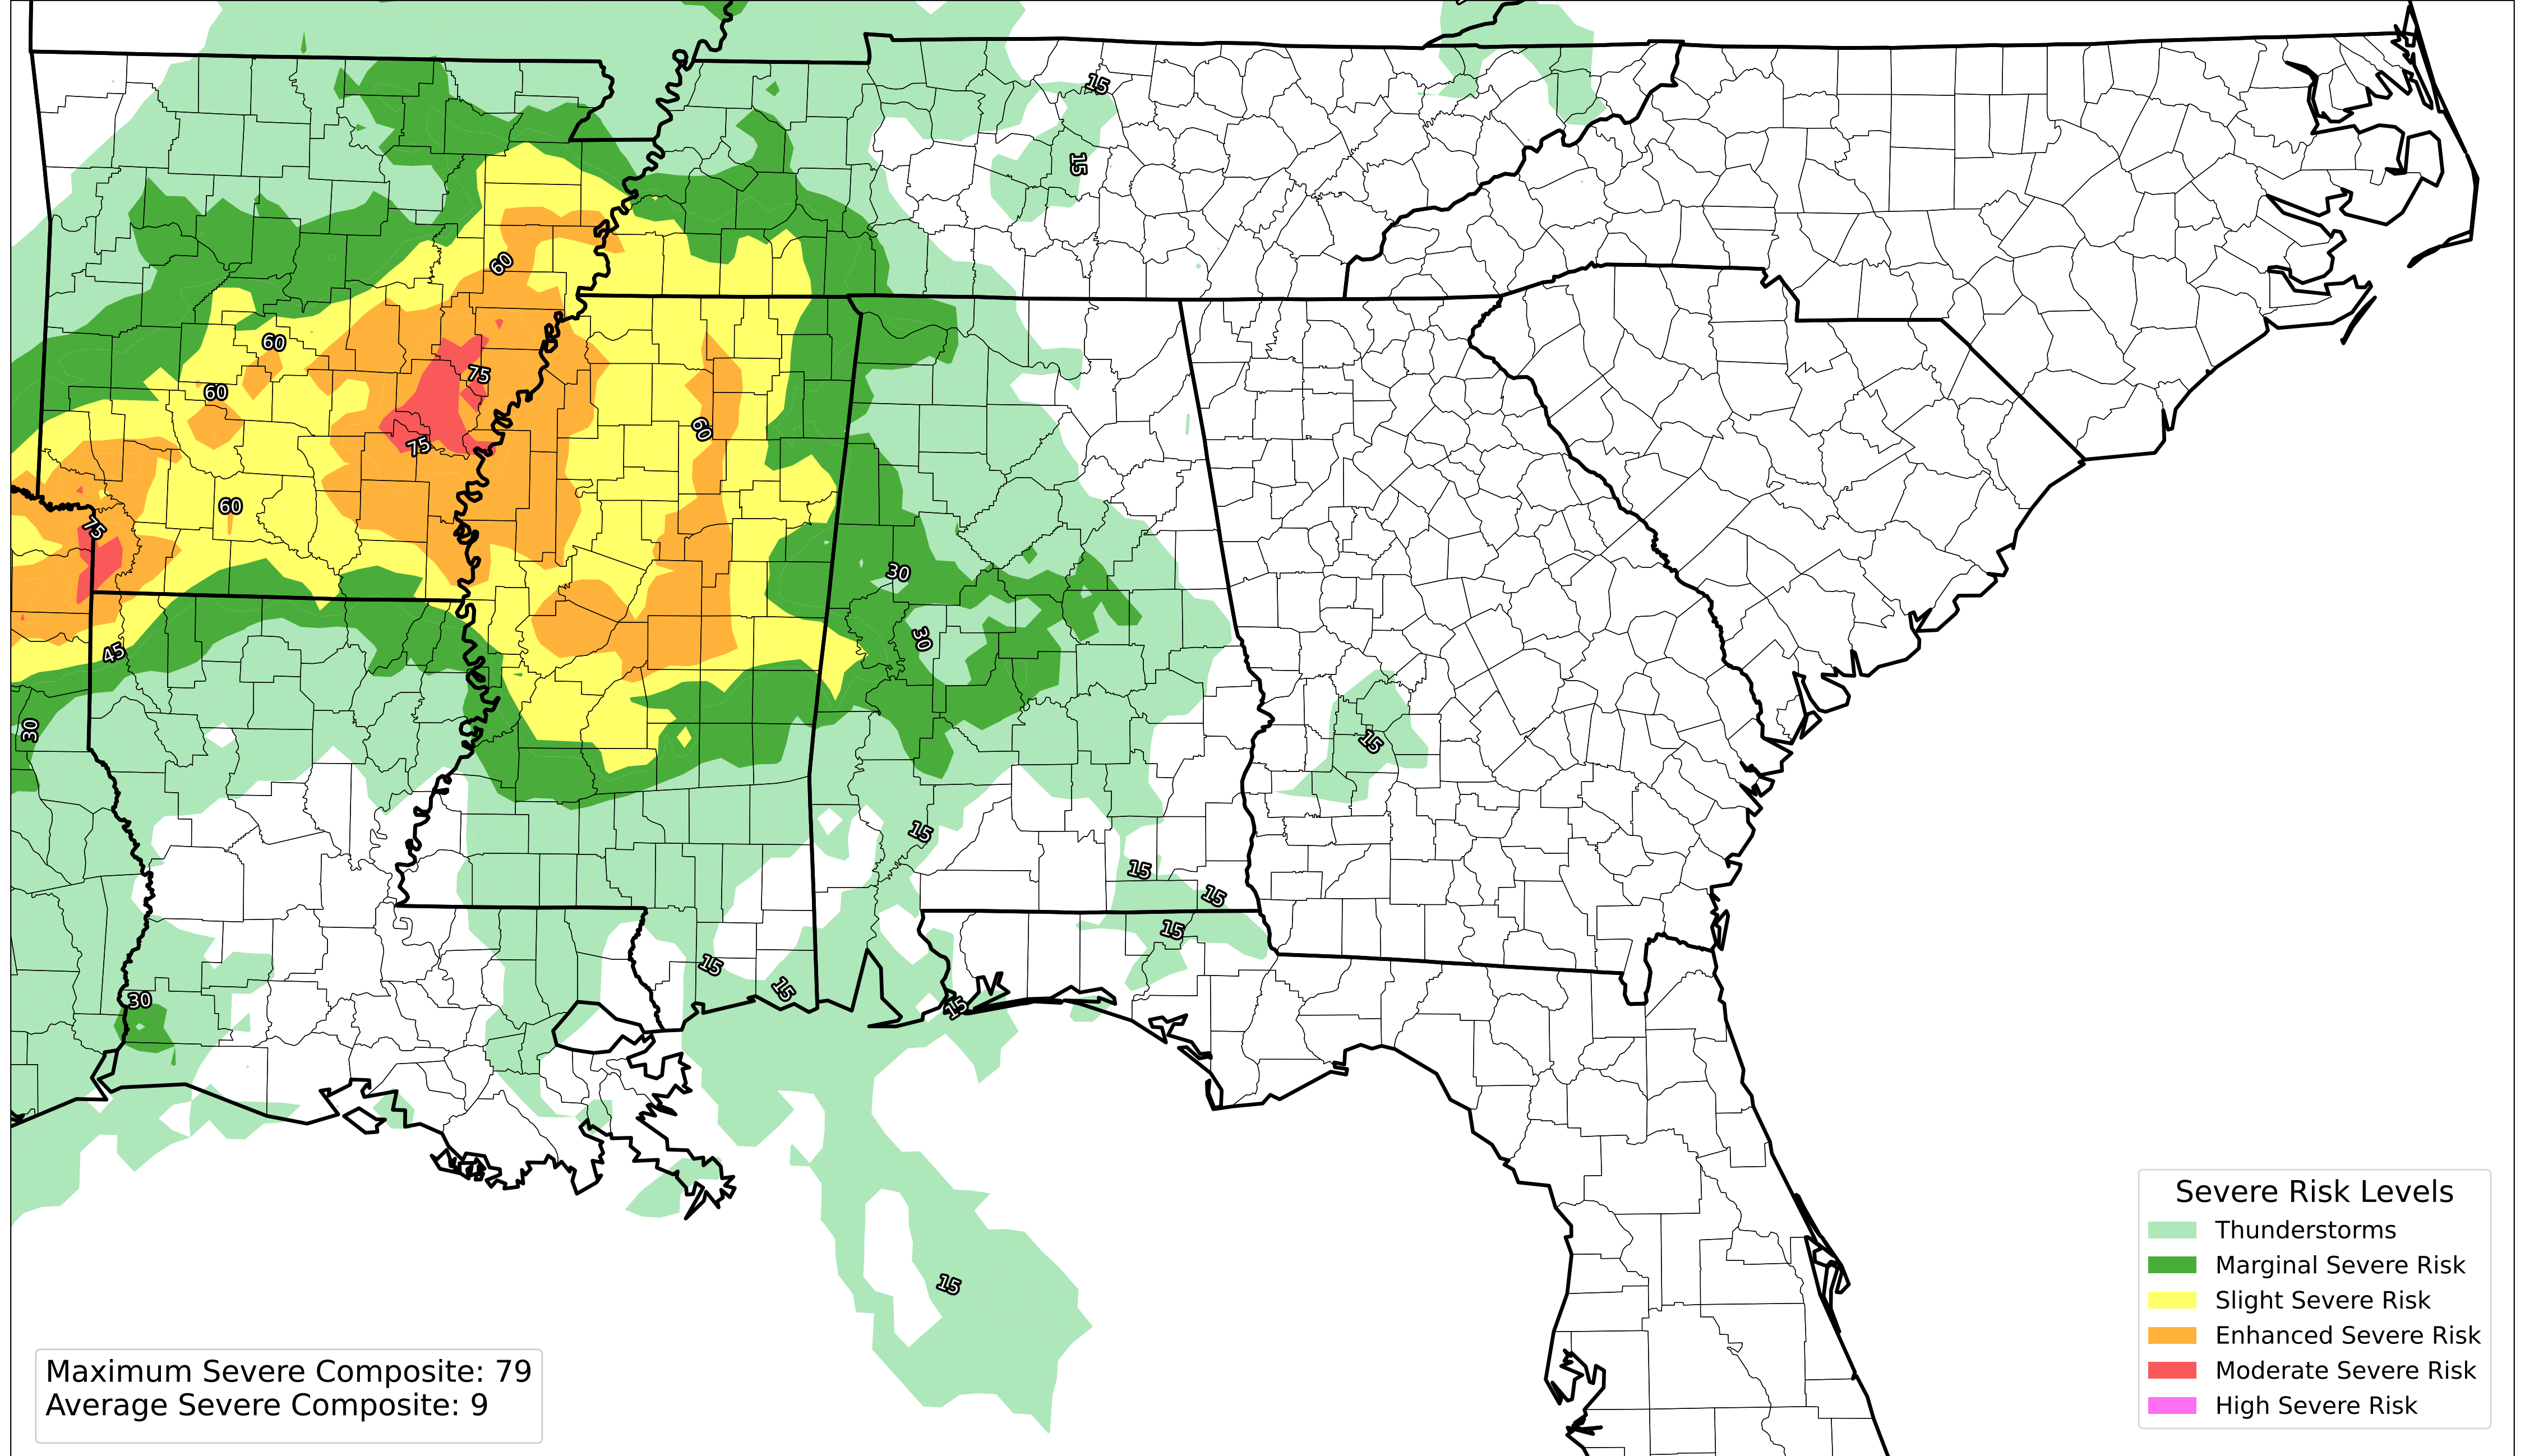 15
15
60
60
75
60
60
75
60
75
30
30
45
30
15
15
15
15
15
15
15
30
15
15
Severe Risk Levels
Thunderstorms
Marginal Severe Risk
Slight Severe Risk
Enhanced Severe Risk
Moderate Severe Risk
High Severe Risk
Maximum Severe Composite: 79
Average Severe Composite: 9